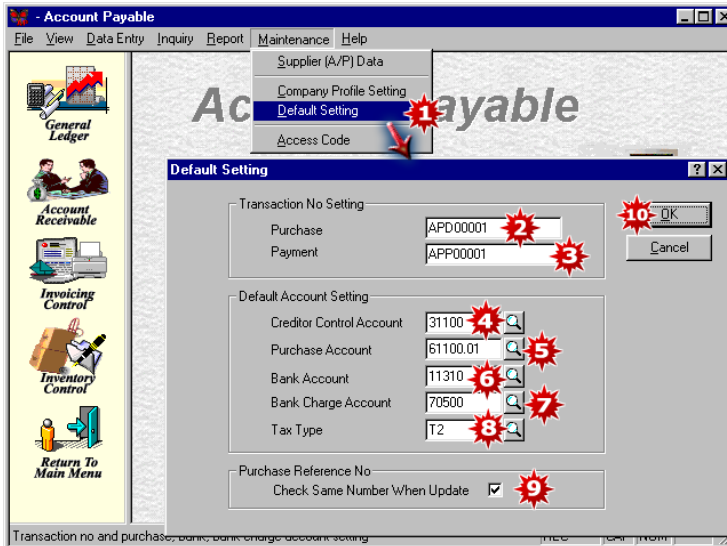 - Account Payable
File View Data Entry Inquiry Report Maintenance Help
Supplier (A/P) Data
Company Profile Setting
Default Setting
1
Access Code
Ac ayable
General
Ledger
Account
Receivable
Invoicing
Control
Inventory
Control
Return To
Main Menu
Default Setting
Transaction No Setting
Purchase APD00001 2
Payment APP00001 3
10 OK
Cancel
Default Account Setting
Creditor Control Account 31100 4
Purchase Account 61100.01 5
Bank Account 11310 6
Bank Charge Account 70500 7
Tax Type T2 8
Purchase Reference No
Check Same Number When Update 9
Transaction no and purchase, bank, bank charge account setting